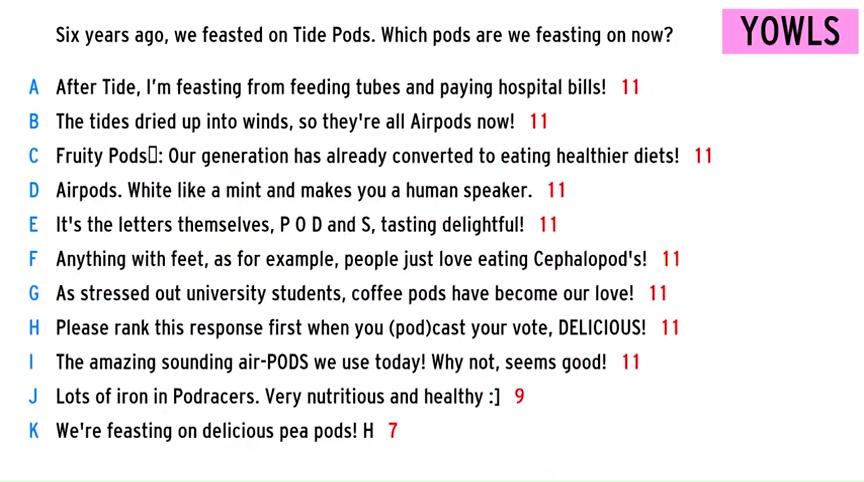 Six years ago, we feasted on Tide Pods. Which pods are we feasting on now?
YOWLS
A After Tide, I'm feasting from feeding tubes and paying hospital bills! 11
B The tides dried up into winds, so they're all Airpods now! 11
C Fruity Pods▯: Our generation has already converted to eating healthier diets! 11
D Airpods. White like a mint and makes you a human speaker. 11
E It's the letters themselves, P O D and S, tasting delightful! 11
F Anything with feet, as for example, people just love eating Cephalopod's! 11
G As stressed out university students, coffee pods have become our love! 11
H Please rank this response first when you (pod)cast your vote, DELICIOUS! 11
I The amazing sounding air-PODS we use today! Why not, seems good! 11
J Lots of iron in Podracers. Very nutritious and healthy :] 9
K We're feasting on delicious pea pods! H 7